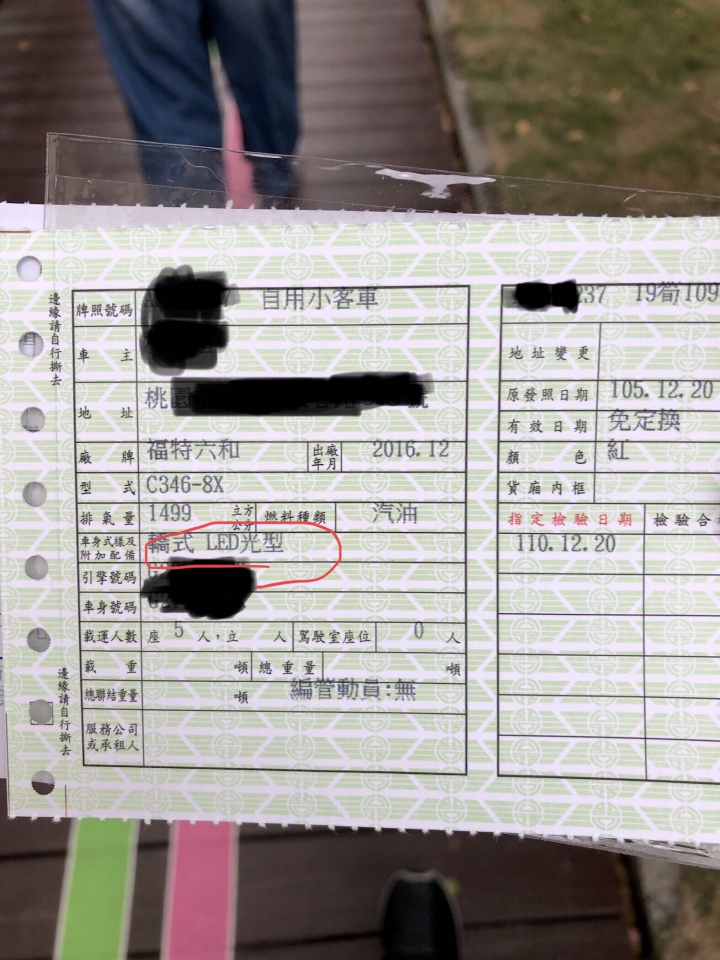 邊緣請自行撕去
牌照號碼 自用小客車
車主
地址 桃園 號
廠牌 福特六和 出廠年月 2016.12
型式 C346-8X
排氣量 1499 立方公分 燃料種類 汽油
車身式樣及附加配備 轎式 LED光型
引擎號碼
車身號碼
載運人數 座 5 人，立 人 駕駛室座位 0 人
載重 噸 總重量 噸
總聯結重量 噸 編管動員:無
服務公司或承租人
邊緣請自行撕去
237 19筍109
地址變更
原發照日期 105.12.20
有效日期 免定換
顏色 紅
貨廂內框
指定檢驗日期 檢驗合
110.12.20